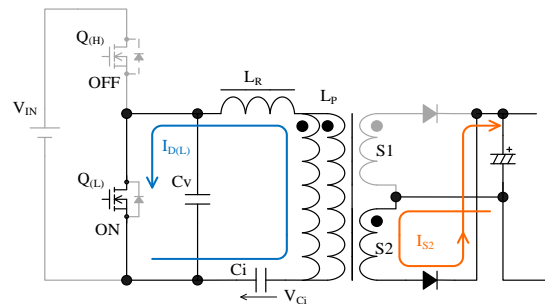 Q(H)
OFF
VIN
LR
LP
ID(L)
S1
+
Q(L)
Cv
ON
S2
IS2
Ci
VCi